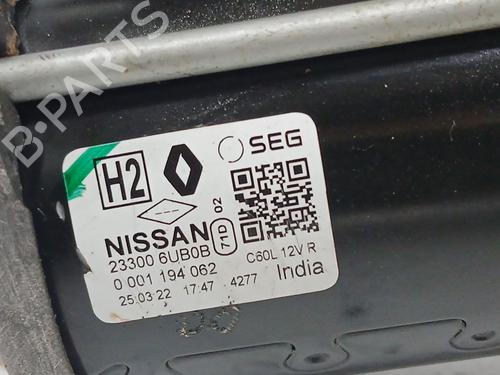 B-PARTS
H2
SEG
NISSAN
71D 02
23300 6UB0B
0 001 194 062
C60L 12V R
25.03.22 17:47 4277
India